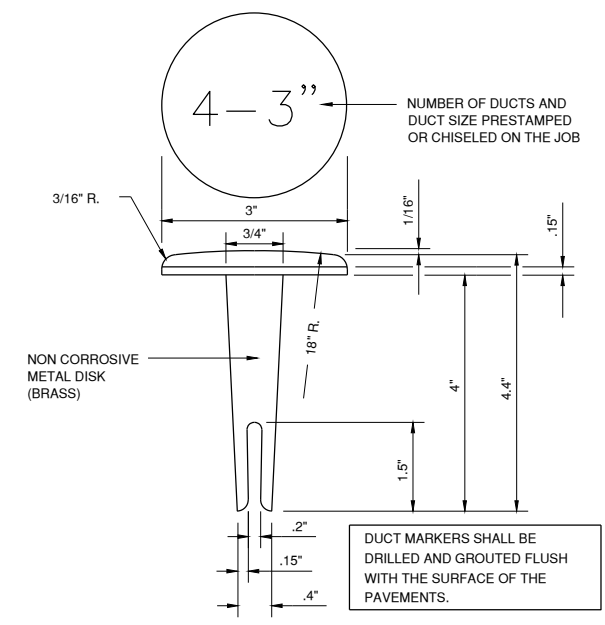 4-3"
NUMBER OF DUCTS AND
DUCT SIZE PRESTAMPED
OR CHISELED ON THE JOB
3/16" R.
3"
3/4"
1/16"
.15"
18" R.
NON CORROSIVE
METAL DISK
(BRASS)
4"
4.4"
1.5"
.2"
.15"
.4"
DUCT MARKERS SHALL BE
DRILLED AND GROUTED FLUSH
WITH THE SURFACE OF THE
PAVEMENTS.